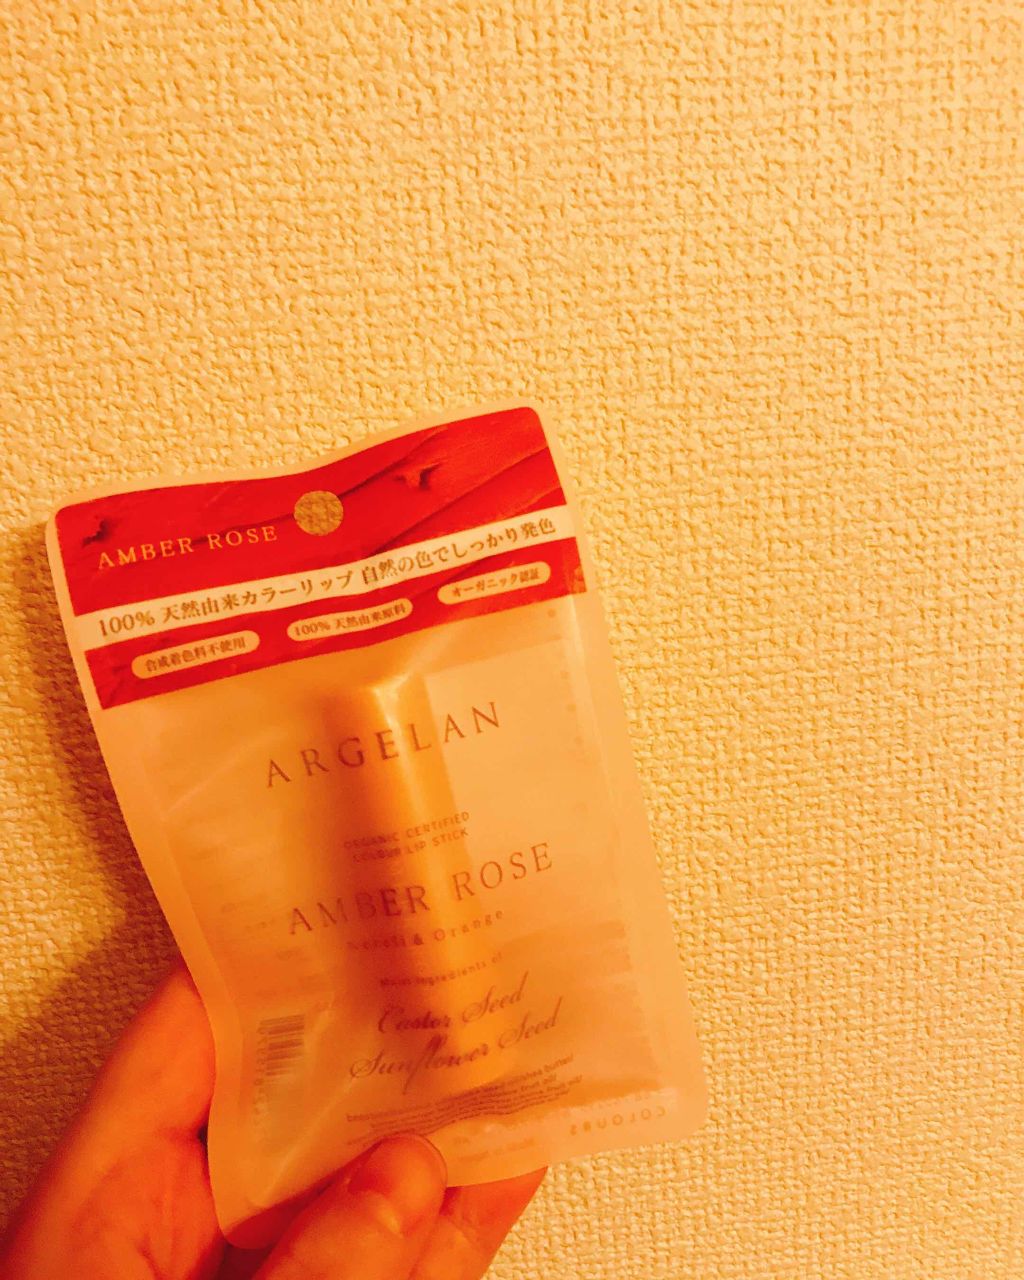 AMBER ROSE
100% 天然由来カラーリップ 自然の色でしっかり発色
合成着色料不使用
100% 天然由来原料
オーガニック認証
ARGELAN
ORGANIC CERTIFIED
COLOUR LIP STICK
AMBER ROSE
Neroli & Orange
Main ingredients of
Castor Seed
Sunflower Seed
COLOURS